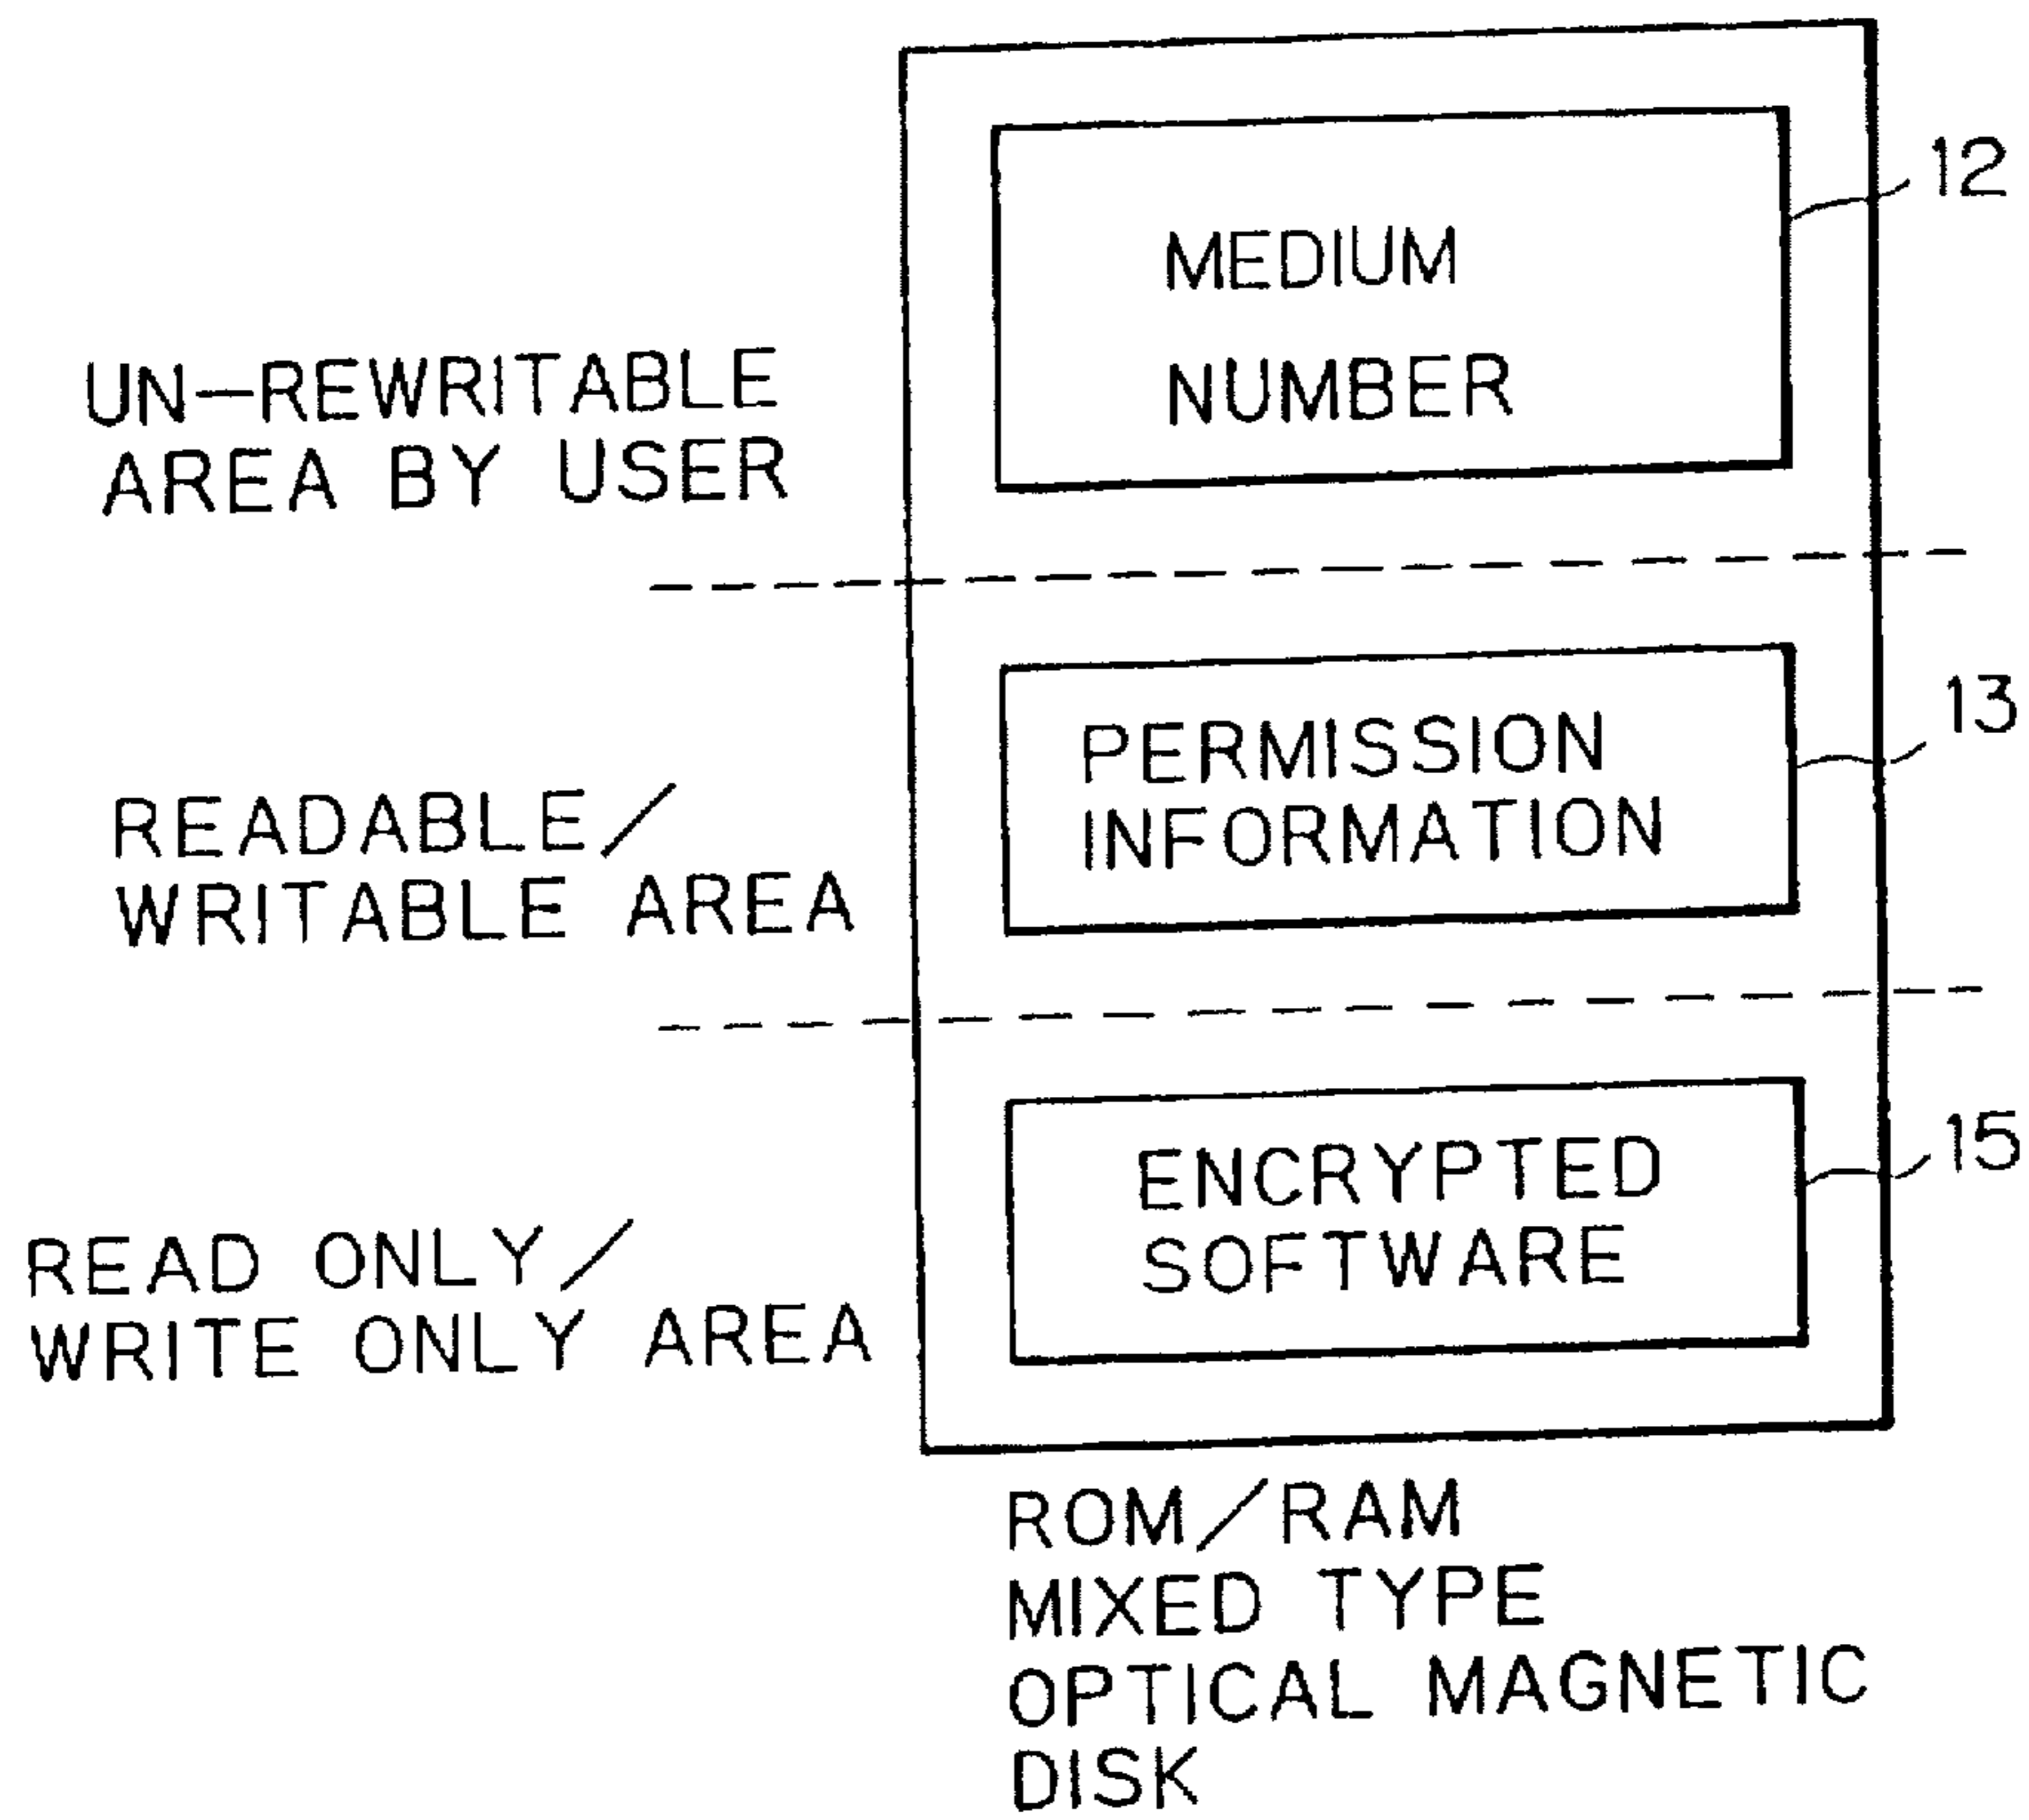 12
MEDIUM
NUMBER
UN-REWRITABLE
AREA BY USER
13
PERMISSION
INFORMATION
READABLE/
WRITABLE AREA
15
ENCRYPTED
SOFTWARE
READ ONLY/
WRITE ONLY AREA
ROM/RAM
MIXED TYPE
OPTICAL MAGNETIC
DISK